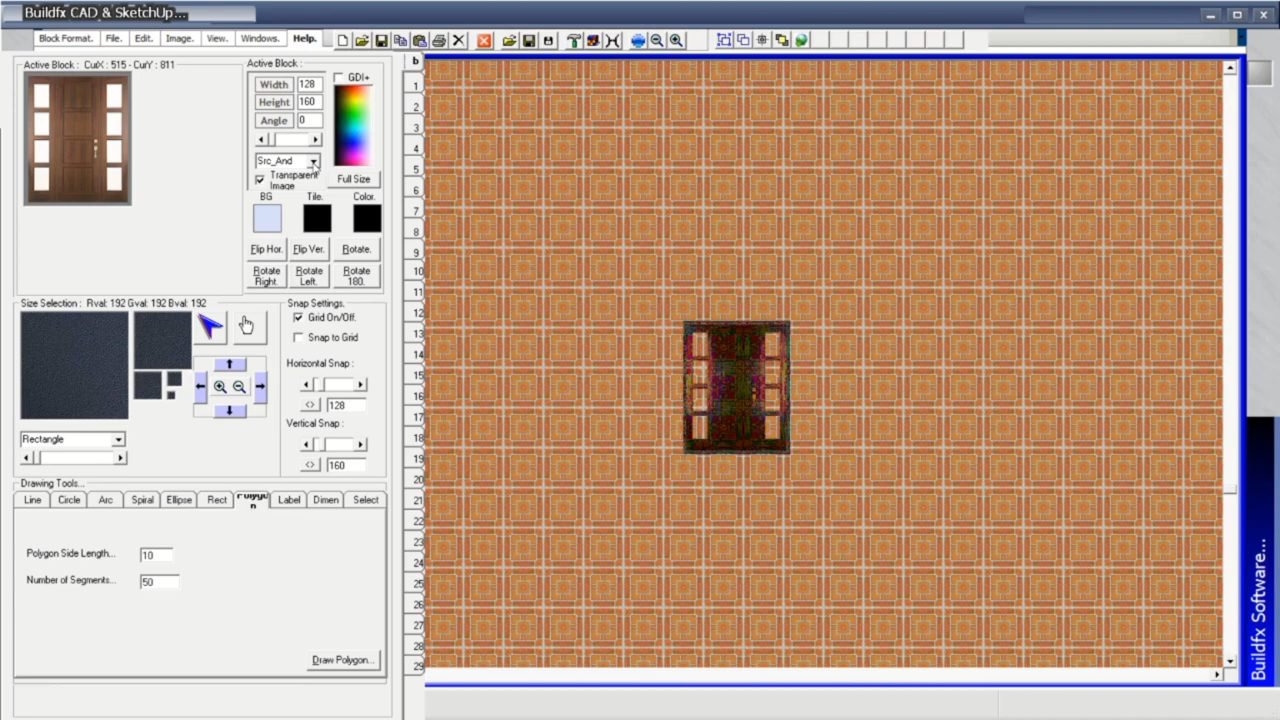 Buildfx CAD & SketchUp...
Block Format. File. Edit. Image. View. Windows. Help.
Active Block : CurX : 515 - CurY : 811
Active Block :
Width 128
GDI+
Height 160
Angle 0
Src_And
Transparent Image
Full Size
BG Tile. Color.
Flip Hor. Flip Ver. Rotate.
Rotate Right. Rotate Left. Rotate 180.
Size Selection : Rval: 192 Gval: 192 Bval: 192
Snap Settings.
Grid On/Off.
Snap to Grid
Horizontal Snap :
<> 128
Vertical Snap :
<> 160
Rectangle
Drawing Tools...
Line Circle Arc Spiral Ellipse Rect Polygon Label Dimen Select
Polygon Side Length... 10
Number of Segments... 50
Draw Polygon...
b
1
2
3
4
5
6
7
8
9
10
11
12
13
14
15
16
17
18
19
20
21
22
23
24
25
26
27
28
29
Buildfx Software...